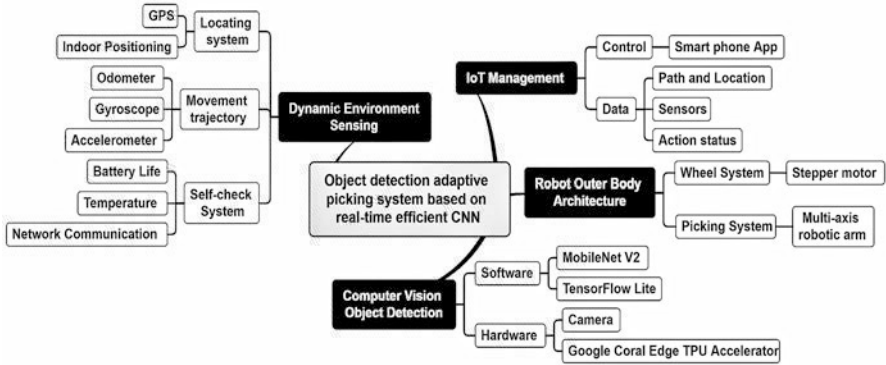 GPS
Indoor Positioning
Locating
system
Odometer
Gyroscope
Accelerometer
Movement
trajectory
Battery Life
Temperature
Network Communication
Self-check
System
Dynamic Environment
Sensing
Object detection adaptive
picking system based on
real-time efficient CNN
IoT Management
Control
Smart phone App
Data
Path and Location
Sensors
Action status
Robot Outer Body
Architecture
Wheel System
Stepper motor
Picking System
Multi-axis
robotic arm
Computer Vision
Object Detection
Software
MobileNet V2
TensorFlow Lite
Hardware
Camera
Google Coral Edge TPU Accelerator